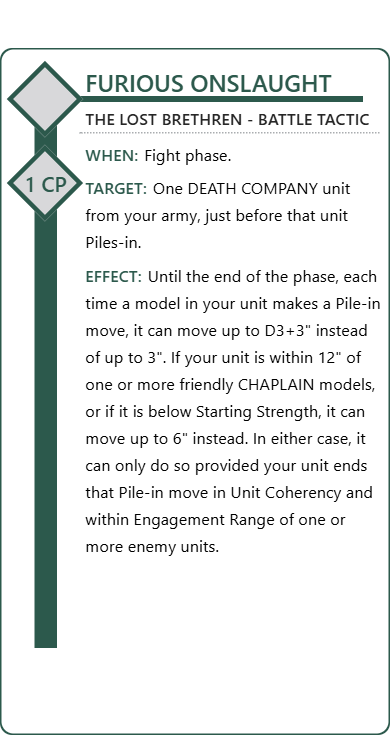 FURIOUS ONSLAUGHT
THE LOST BRETHREN - BATTLE TACTIC
WHEN: Fight phase.
1 CP
TARGET: One DEATH COMPANY unit
from your army, just before that unit
Piles-in.
EFFECT: Until the end of the phase, each
time a model in your unit makes a Pile-in
move, it can move up to D3+3" instead
of up to 3". If your unit is within 12" of
one or more friendly CHAPLAIN models,
or if it is below Starting Strength, it can
move up to 6" instead. In either case, it
can only do so provided your unit ends
that Pile-in move in Unit Coherency and
within Engagement Range of one or
more enemy units.